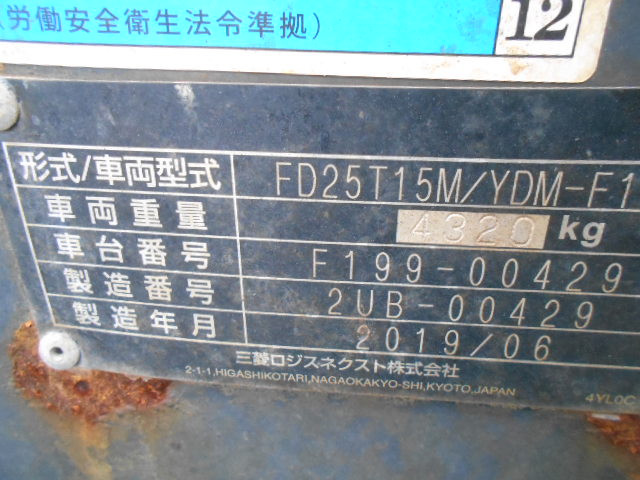 (労働安全衛生法令準拠)
12
形式/車両型式 FD25T15M/YDM-F1
車両重量 4320 kg
車台番号 F199-00429
製造番号 2UB-00429
製造年月 2019/06
三菱ロジスネクスト株式会社
2-1-1,HIGASHIKOTARI,NAGAOKAKYO-SHI,KYOTO,JAPAN
4YL0C